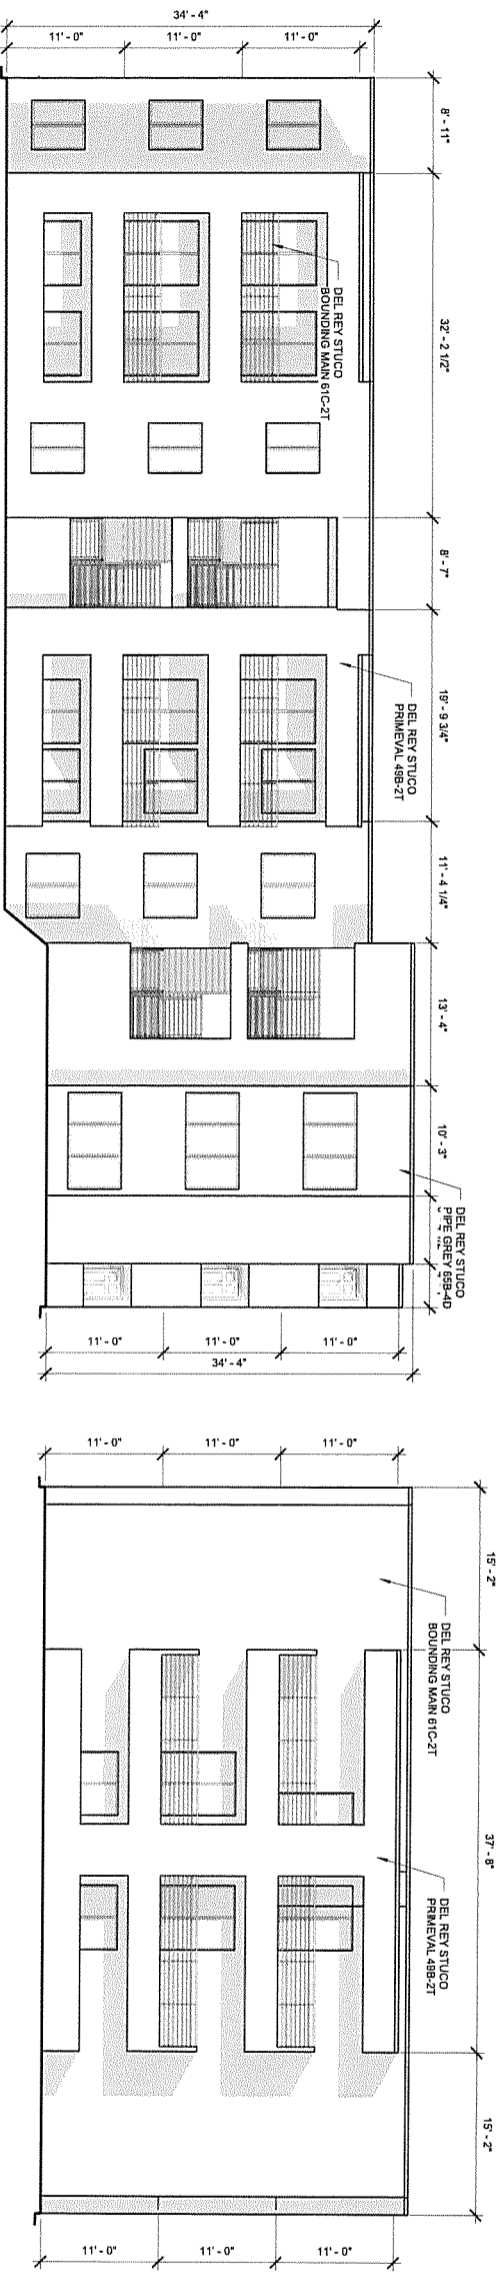 34' - 4"
11' - 0"
11' - 0"
11' - 0"
8' - 11"
32' - 2 1/2"
8' - 7"
19' - 9 3/4"
11' - 4 1/4"
13' - 4"
10' - 3"
DEL REY STUCO
BOUNDING MAIN 61C-2T
DEL REY STUCO
PRIMEVAL 49B-2T
DEL REY STUCO
PIPE GREY 65B-4D
11' - 0"
11' - 0"
11' - 0"
34' - 4"
11' - 0"
11' - 0"
11' - 0"
15' - 2"
37' - 8"
15' - 2"
DEL REY STUCO
BOUNDING MAIN 61C-2T
DEL REY STUCO
PRIMEVAL 49B-2T
11' - 0"
11' - 0"
11' - 0"